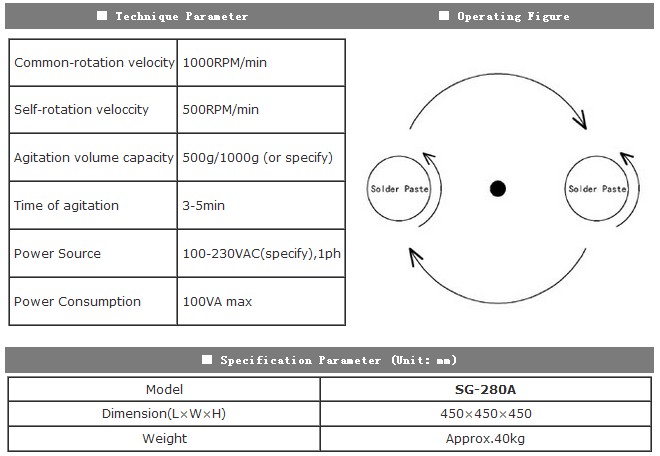 ■ Technique Parameter
■ Operating Figure
Common-rotation velocity 1000RPM/min
Self-rotation veloccity 500RPM/min
Agitation volume capacity 500g/1000g (or specify)
Time of agitation 3-5min
Power Source 100-230VAC(specify),1ph
Power Consumption 100VA max
Solder Paste
Solder Paste
■ Specification Parameter (Unit: mm)
Model SG-280A
Dimension(L×W×H) 450×450×450
Weight Approx.40kg